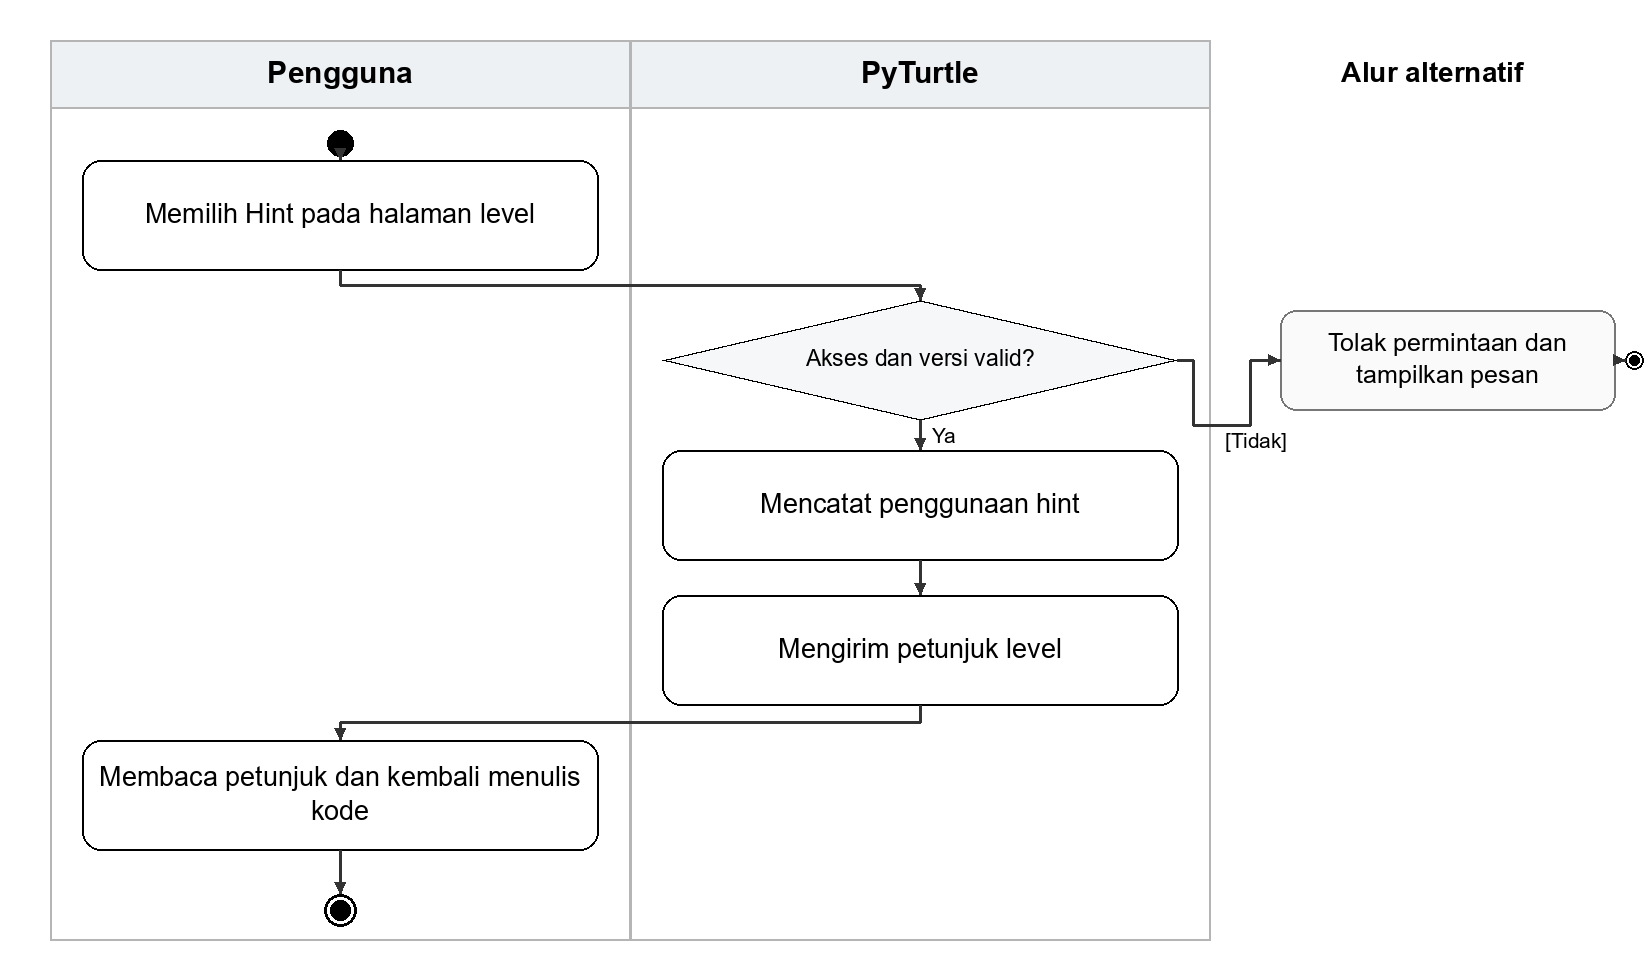 Pengguna
PyTurtle
Alur alternatif
Memilih Hint pada halaman level
Akses dan versi valid?
Tolak permintaan dan
tampilkan pesan
Ya
[Tidak]
Mencatat penggunaan hint
Mengirim petunjuk level
Membaca petunjuk dan kembali menulis
kode